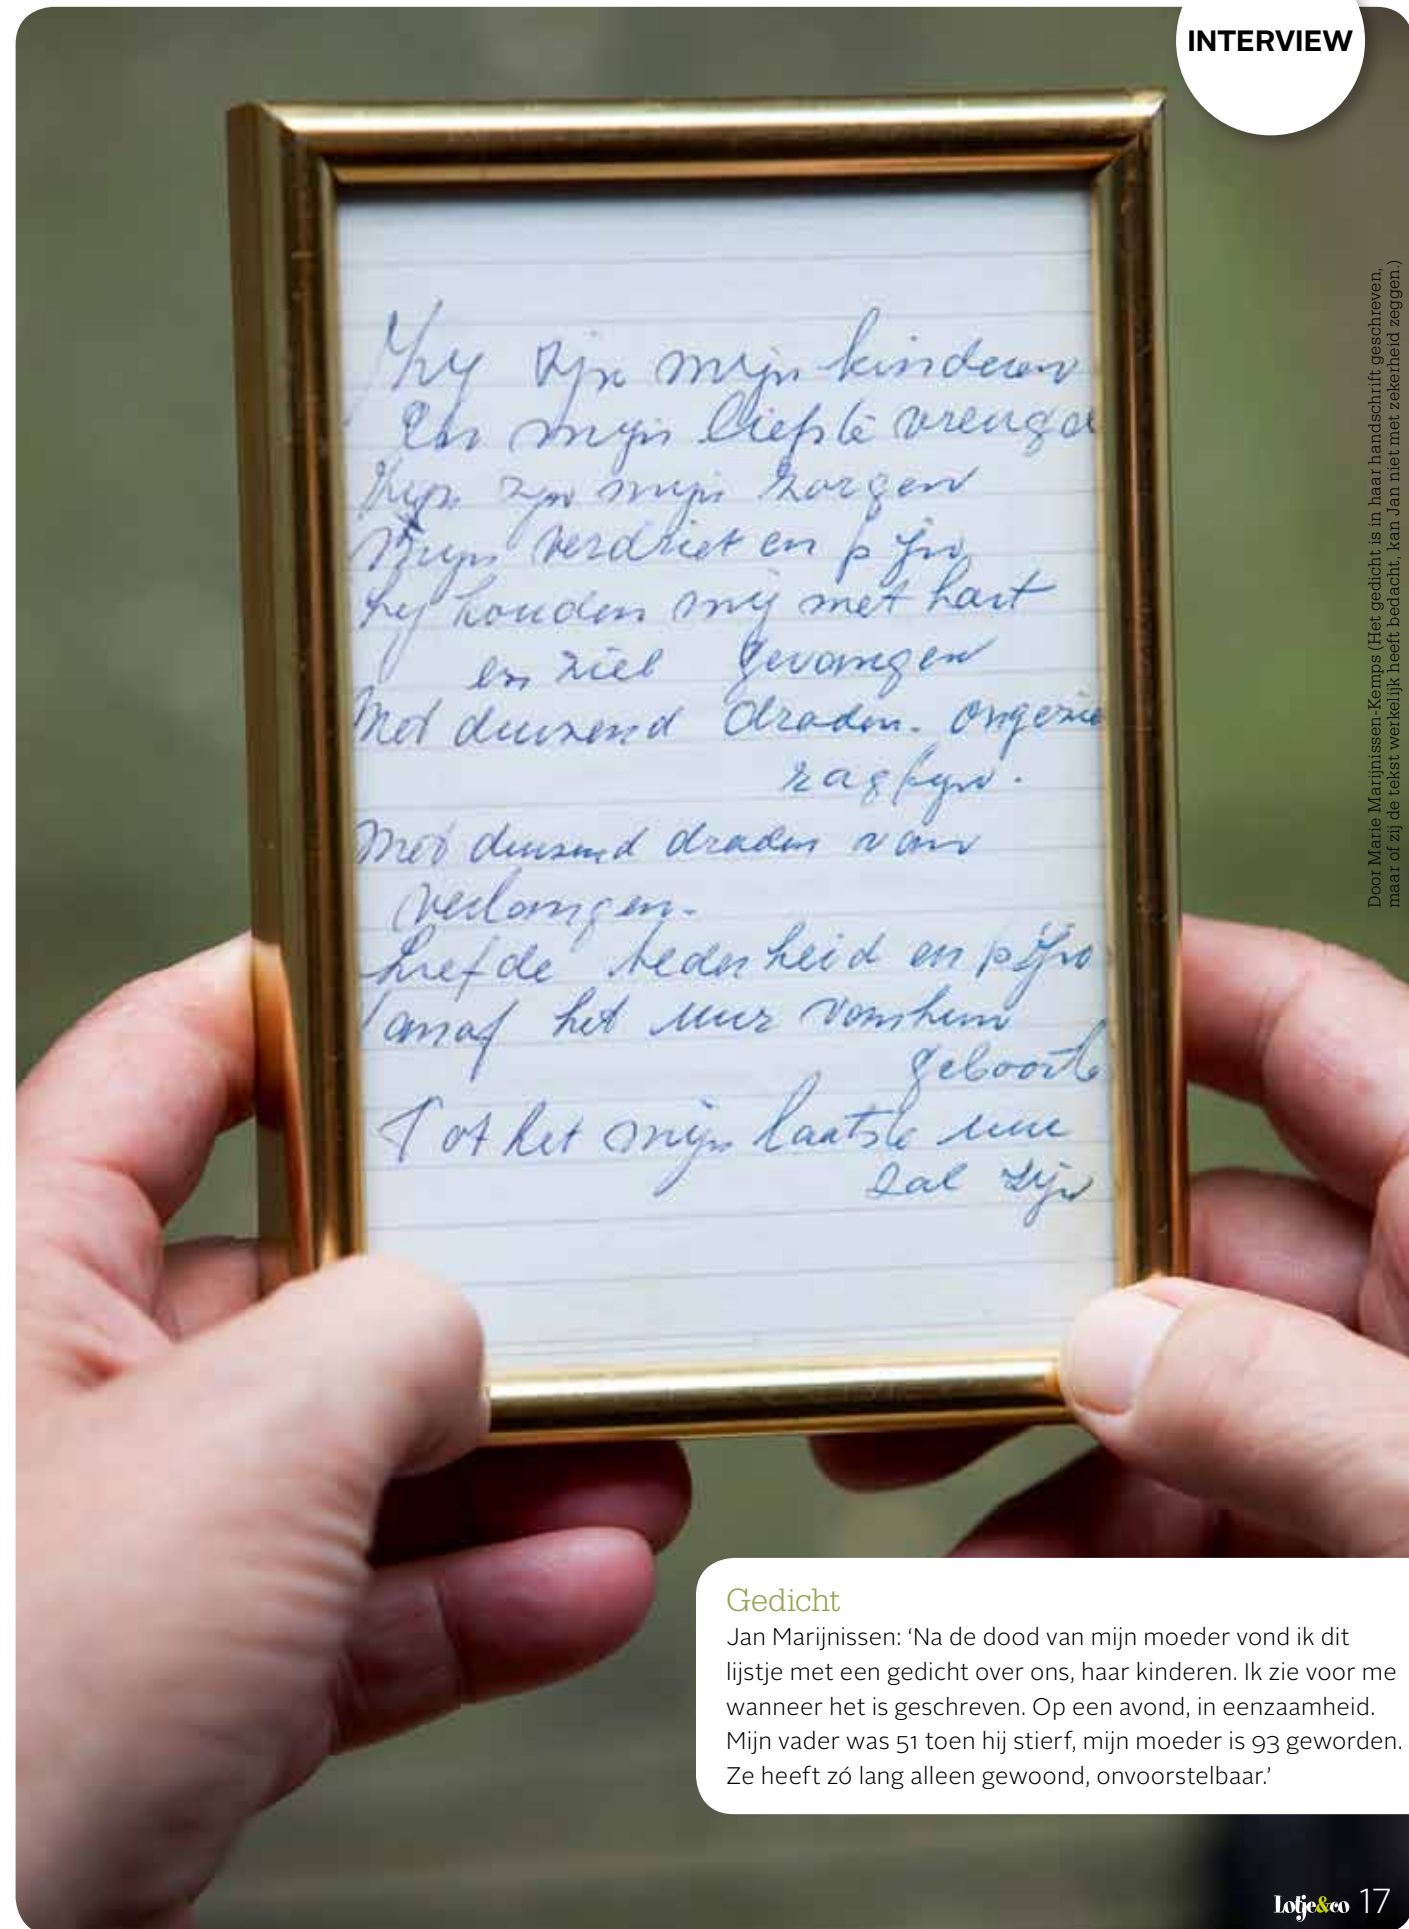 INTERVIEW
Zij zijn mijn kinderen
En mijn liefste vreugd
Zijn mijn zorgen
Mijn verdriet en pijn
Zij houden mij met hart
en ziel gevangen
Met duizend draden. ongezie
ragfijn.
Met duizend draden van
verlangen.
Liefde tederheid en pijn
Vanaf het uur van hun
geboorte
Tot het mijn laatste uur
zal zijn
Door Marie Marijnissen-Kemps (Het gedicht is in haar handschrift geschreven,
maar of zij de tekst werkelijk heeft bedacht, kan Jan niet met zekerheid zeggen.)
Gedicht
Jan Marijnissen: ‘Na de dood van mijn moeder vond ik dit
lijstje met een gedicht over ons, haar kinderen. Ik zie voor me
wanneer het is geschreven. Op een avond, in eenzaamheid.
Mijn vader was 51 toen hij stierf, mijn moeder is 93 geworden.
Ze heeft zó lang alleen gewoond, onvoorstelbaar.’
Lotje&co 17